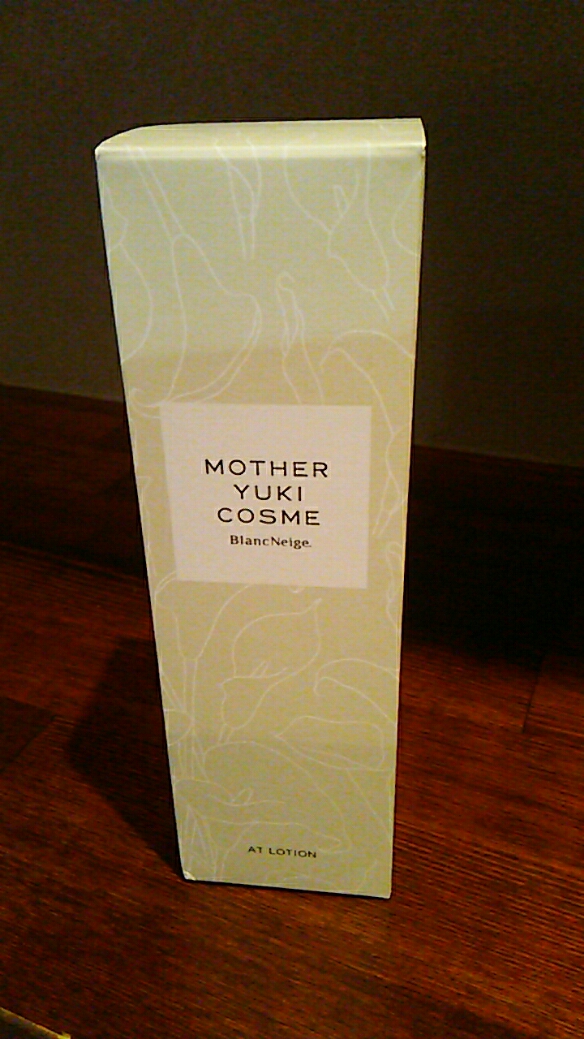 MOTHER
YUKI
COSME
BlancNeige.
AT LOTION